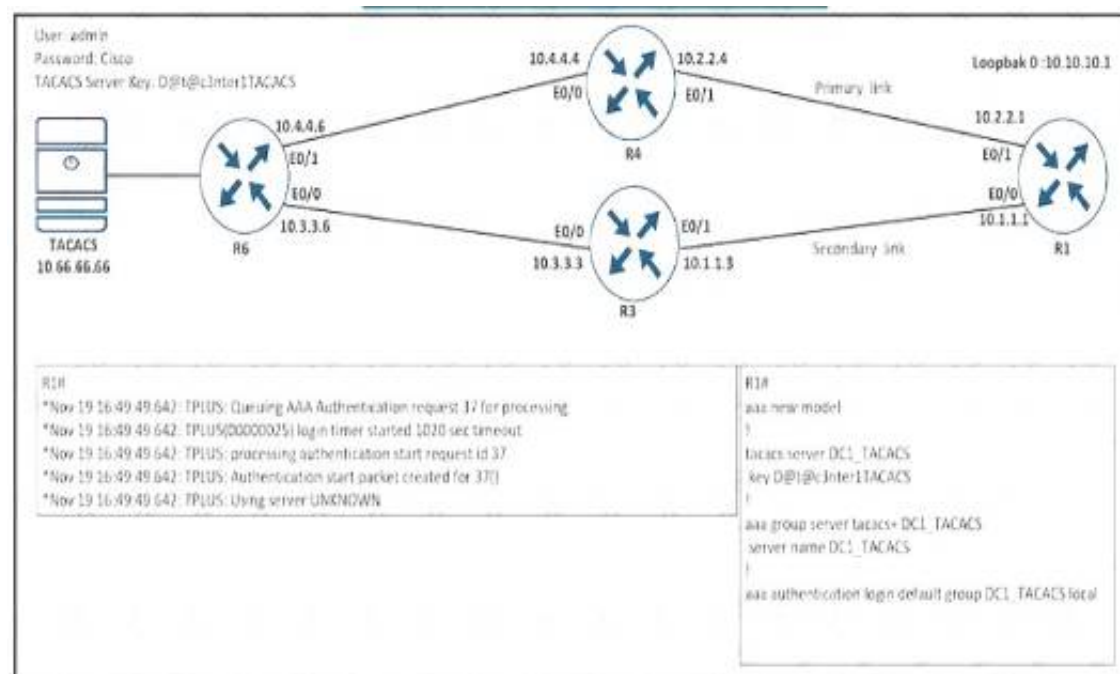 User: admin
Password: Cisco
TACACS Server Key: D@t@c3nter1TACACS
Loopbak 0 :10.10.10.1
10.4.4.4
10.2.2.4
E0/0
E0/1
Primary link
R4
10.4.4.6
E0/1
E0/0
10.3.3.6
R6
TACACS
10.66.66.66
10.2.2.1
E0/1
E0/0
10.1.1.1
R1
E0/0
E0/1
10.3.3.3
10.1.1.3
Secondary link
R3
R1#
*Nov 19 16:49:49.642: TPLUS: Queuing AAA Authentication request 37 for processing
*Nov 19 16:49:49.642: TPLUS(00000025) login timer started 1020 sec timeout
*Nov 19 16:49:49.642: TPLUS: processing authentication start request id 37
*Nov 19 16:49:49.642: TPLUS: Authentication start packet created for 37()
*Nov 19 16:49:49.642: TPLUS: Using server UNKNOWN
R1#
aaa new model
!
tacacs server DC1_TACACS
key D@t@c3nter1TACACS
!
aaa group server tacacs+ DC1_TACACS
server name DC1_TACACS
!
aaa authentication login default group DC1_TACACS local